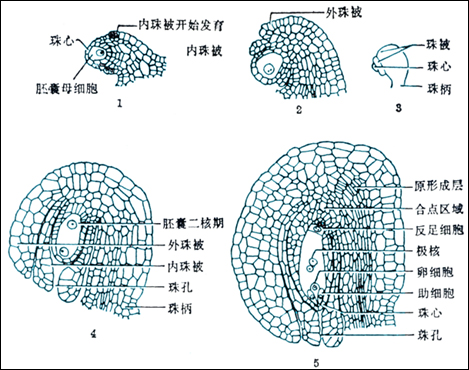 内珠被开始发育
珠心
内珠被
胚囊母细胞
1
外珠被
2
珠被
珠心
珠柄
3
胚囊二核期
外珠被
内珠被
珠孔
珠柄
4
原形成层
合点区域
反足细胞
极核
卵细胞
助细胞
珠心
珠孔
5